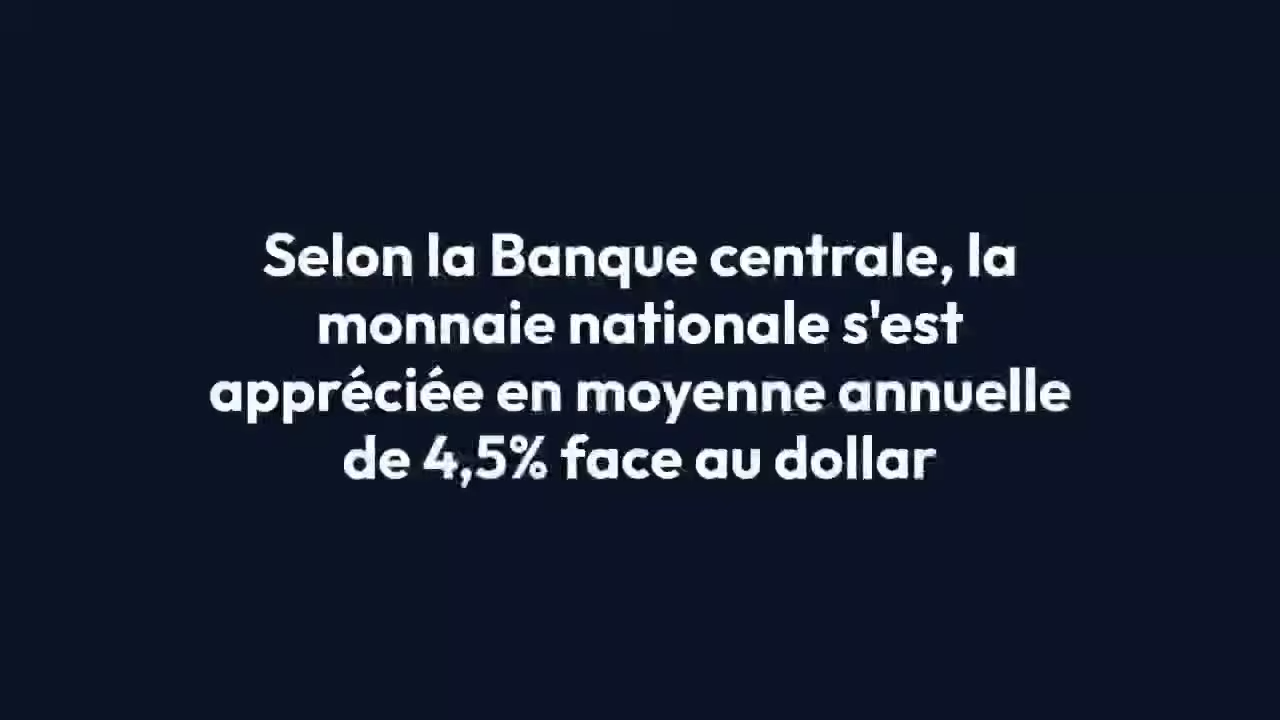 Selon la Banque centrale, la
monnaie nationale s'est
appréciée en moyenne annuelle
de 4,5% face au dollar